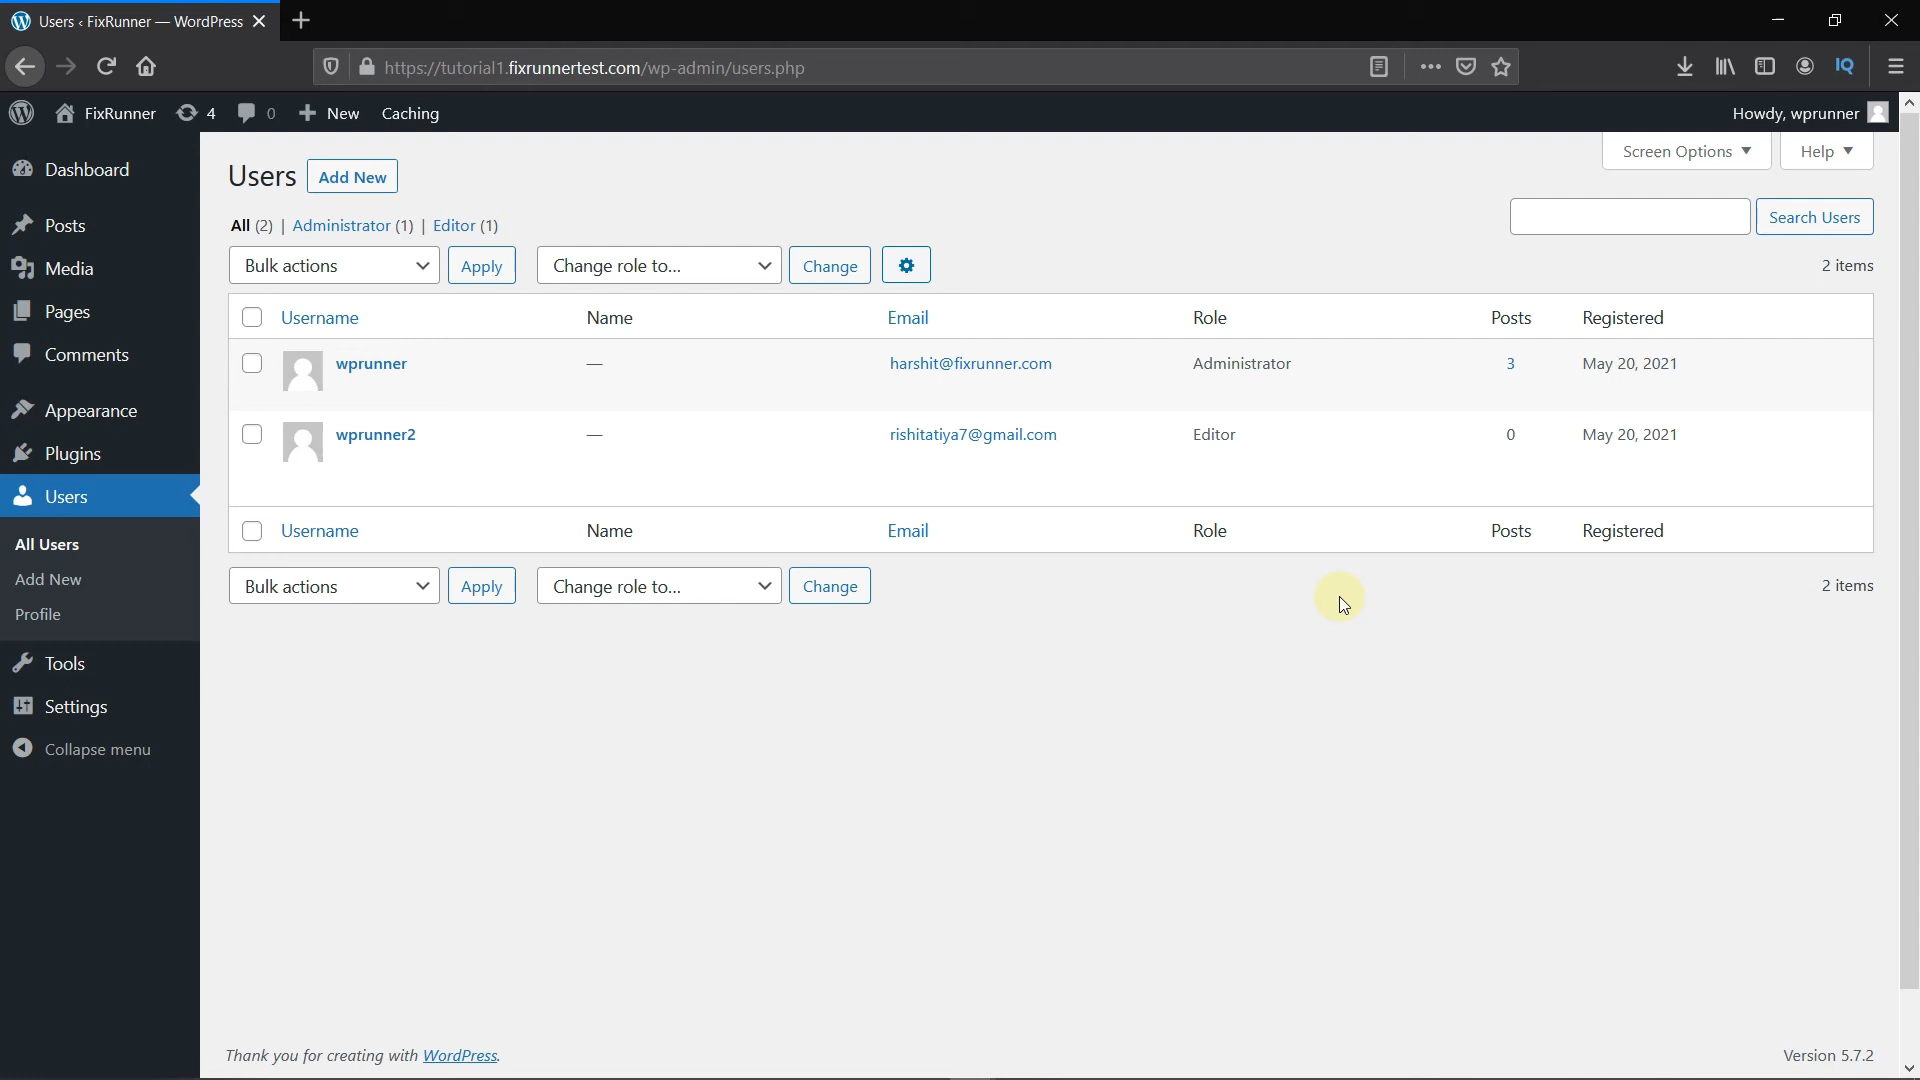 Users ‹ FixRunner — WordPress
https://tutorial1.fixrunnertest.com/wp-admin/users.php
IQ
FixRunner 4 0 New Caching Howdy, wprunner
Screen Options Help
Dashboard
Posts
Media
Pages
Comments
Appearance
Plugins
Users
All Users
Add New
Profile
Tools
Settings
Collapse menu
Users Add New
All (2) | Administrator (1) | Editor (1)
Search Users
Bulk actions Apply Change role to... Change 2 items
Username Name Email Role Posts Registered
wprunner — harshit@fixrunner.com Administrator 3 May 20, 2021
wprunner2 — rishitatiya7@gmail.com Editor 0 May 20, 2021
Username Name Email Role Posts Registered
Bulk actions Apply Change role to... Change 2 items
Thank you for creating with WordPress. Version 5.7.2